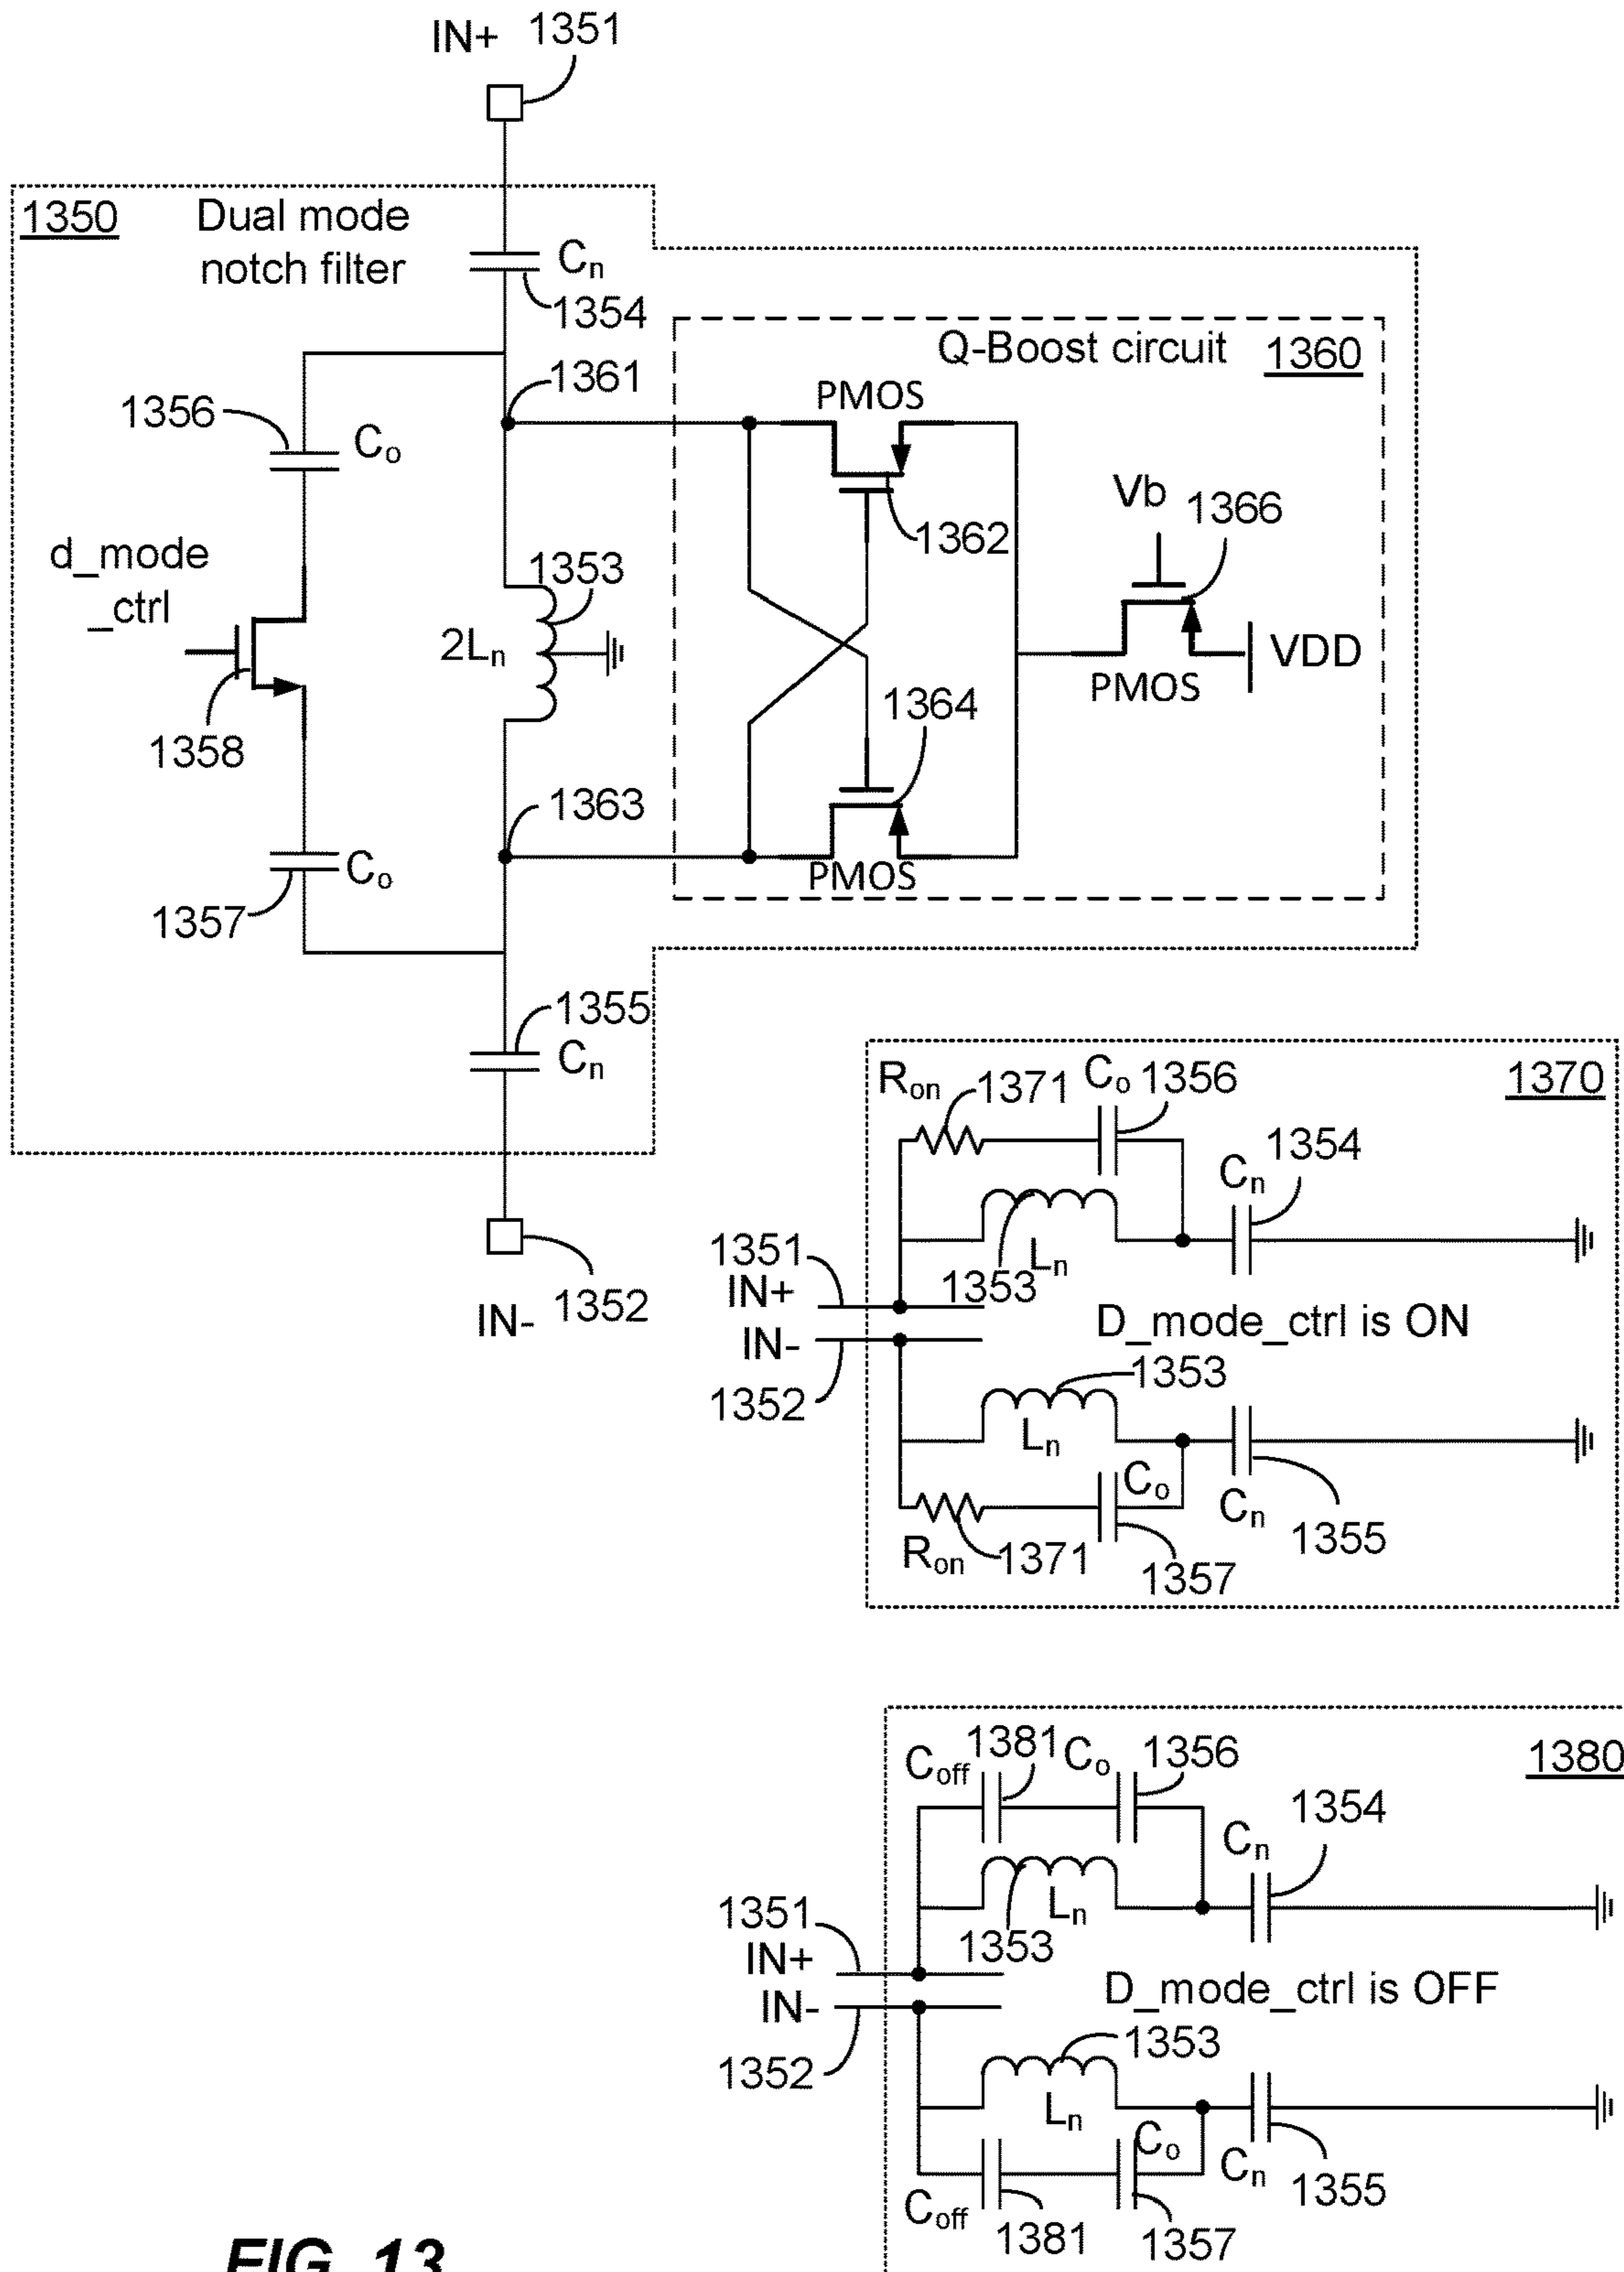 IN+ 1351
1350 Dual mode
notch filter
Cn
1354
Q-Boost circuit 1360
1361
PMOS
1356
Co
1362
Vb
1366
d_mode
_ctrl
1353
2Ln
VDD
PMOS
1364
1358
1363
Co
PMOS
1357
1355
Cn
IN- 1352
1370
Ron 1371 Co 1356
1354
Cn
1351
IN+
1353
Ln
D_mode_ctrl is ON
IN-
1352
1353
Ln
Co
Cn
1355
Ron 1371
1357
1380
Coff 1381 Co 1356
1354
Cn
1351
IN+
1353
Ln
D_mode_ctrl is OFF
IN-
1352
1353
Ln
Co
Cn
1355
Coff
1381
1357
FIG. 13